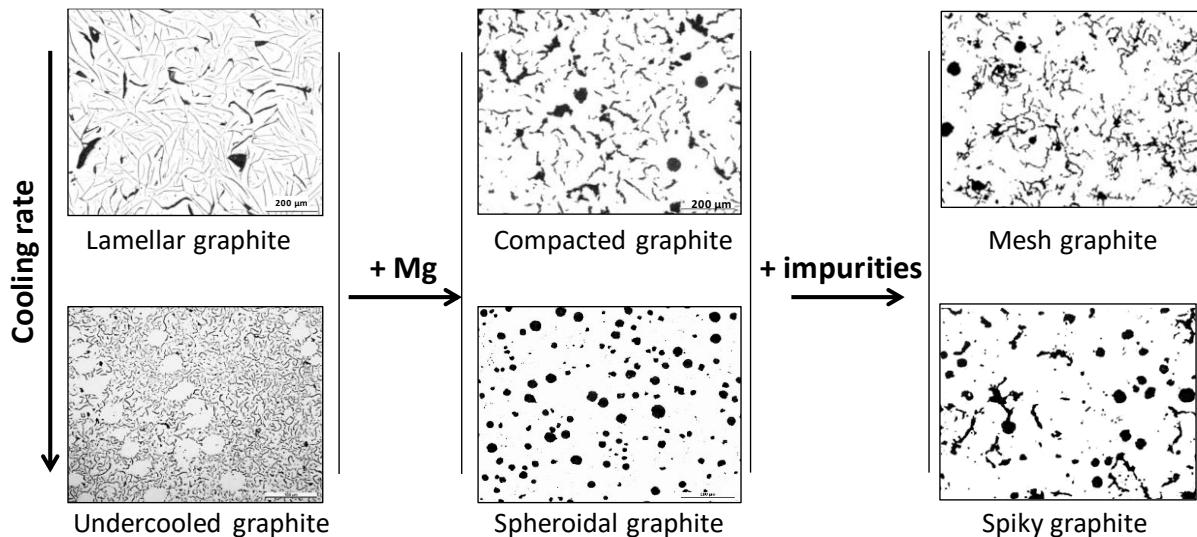 Cooling rate
200 μm
Lamellar graphite
Undercooled graphite
+ Mg
200 μm
Compacted graphite
Spheroidal graphite
+ impurities
Mesh graphite
Spiky graphite